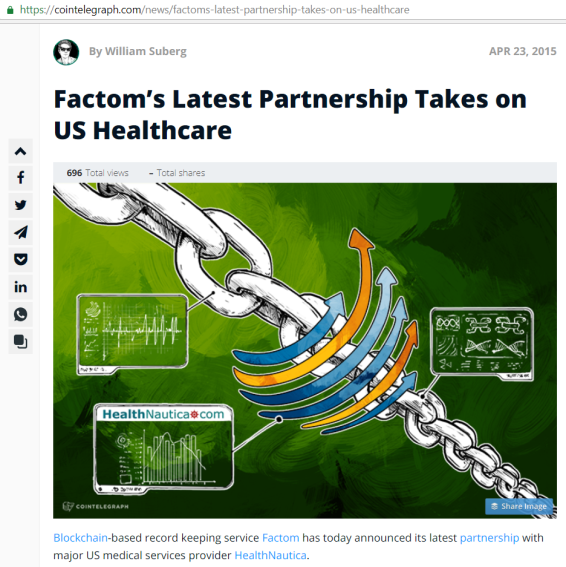 https://cointelegraph.com/news/factoms-latest-partnership-takes-on-us-healthcare
By William Suberg
APR 23, 2015
Factom’s Latest Partnership Takes on
US Healthcare
696 Total views – Total shares
HealthNautica.com
COINTELEGRAPH
Share Image
Blockchain-based record keeping service Factom has today announced its latest partnership with
major US medical services provider HealthNautica.